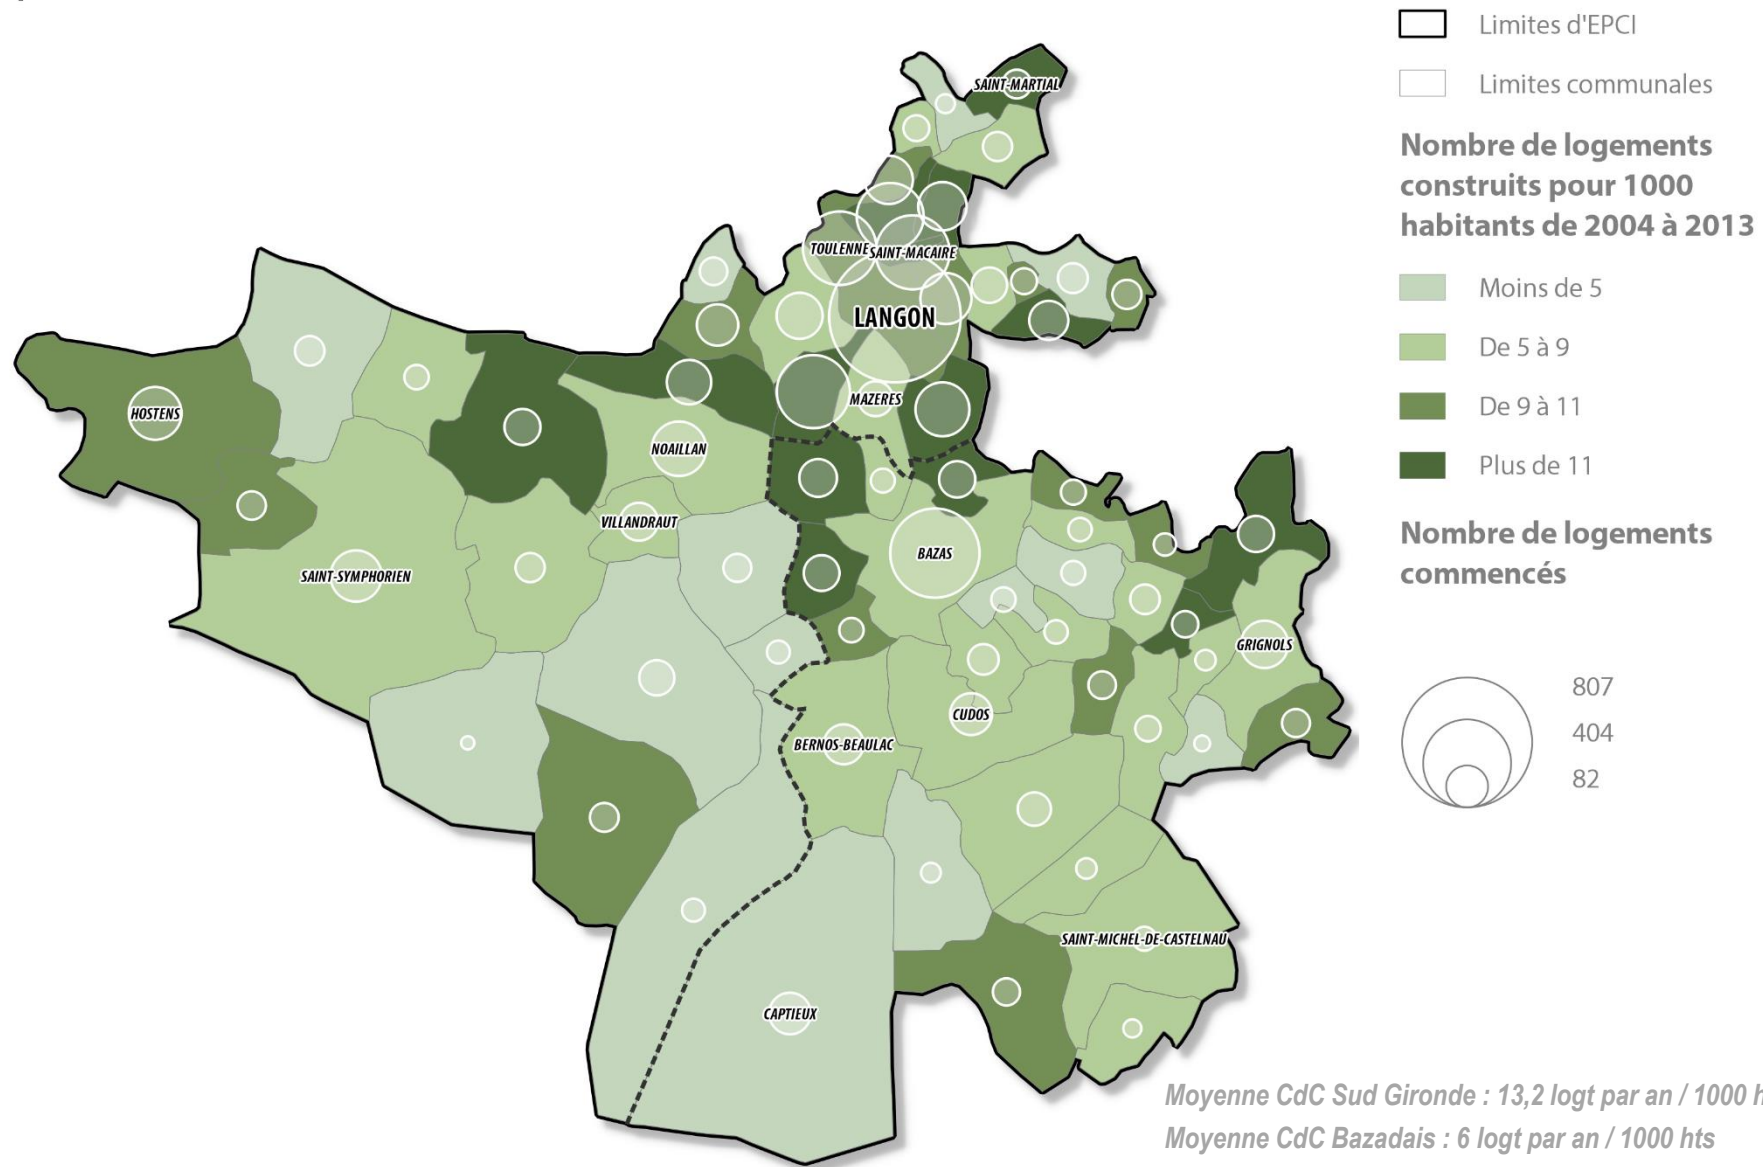 Limites d'EPCI
Limites communales
Nombre de logements
construits pour 1000
habitants de 2004 à 2013
Moins de 5
De 5 à 9
De 9 à 11
Plus de 11
Nombre de logements
commencés
807
404
82
SAINT-MARTIAL
TOULENNE
SAINT-MACAIRE
LANGON
MAZERES
HOSTENS
NOAILLAN
VILLANDRAUT
SAINT-SYMPHORIEN
BAZAS
GRIGNOLS
CUDOS
BERNOS-BEAULAC
SAINT-MICHEL-DE-CASTELNAU
CAPTIEUX
Moyenne CdC Sud Gironde : 13,2 logt par an / 1000 h
Moyenne CdC Bazadais : 6 logt par an / 1000 hts